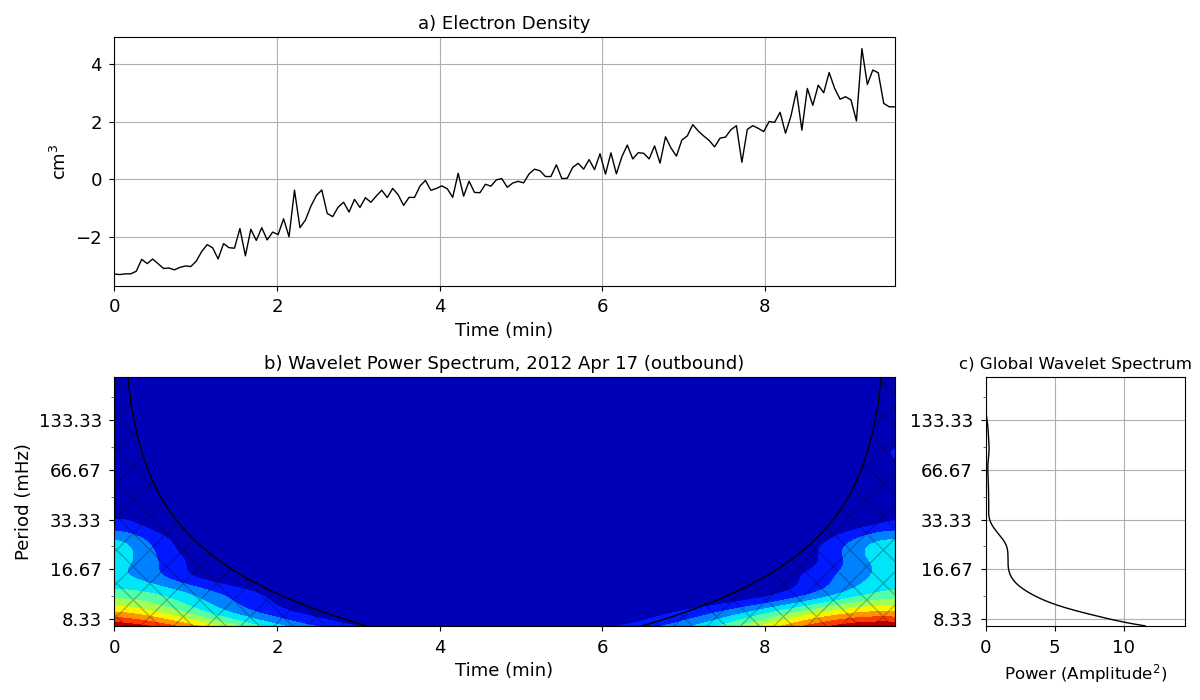 a) Electron Density
4
2
0
−2
cm³
0 2 4 6 8
Time (min)
b) Wavelet Power Spectrum, 2012 Apr 17 (outbound)
133.33
66.67
33.33
16.67
8.33
Period (mHz)
0 2 4 6 8
Time (min)
c) Global Wavelet Spectrum
133.33
66.67
33.33
16.67
8.33
0 5 10
Power (Amplitude²)